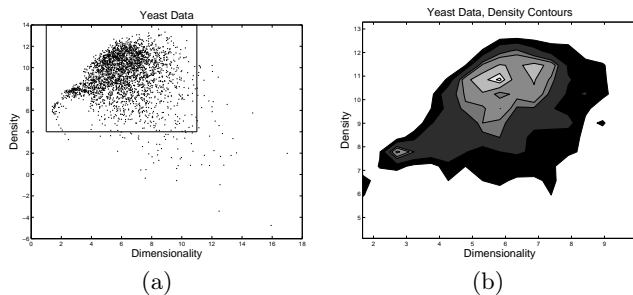 Yeast Data
14
12
10
8
6
4
2
0
−2
−4
−6
0 2 4 6 8 10 12 14 16 18
Density
Dimensionality
(a)
Yeast Data, Density Contours
13
12
11
10
9
8
7
6
5
2 3 4 5 6 7 8 9
Density
Dimensionality
(b)